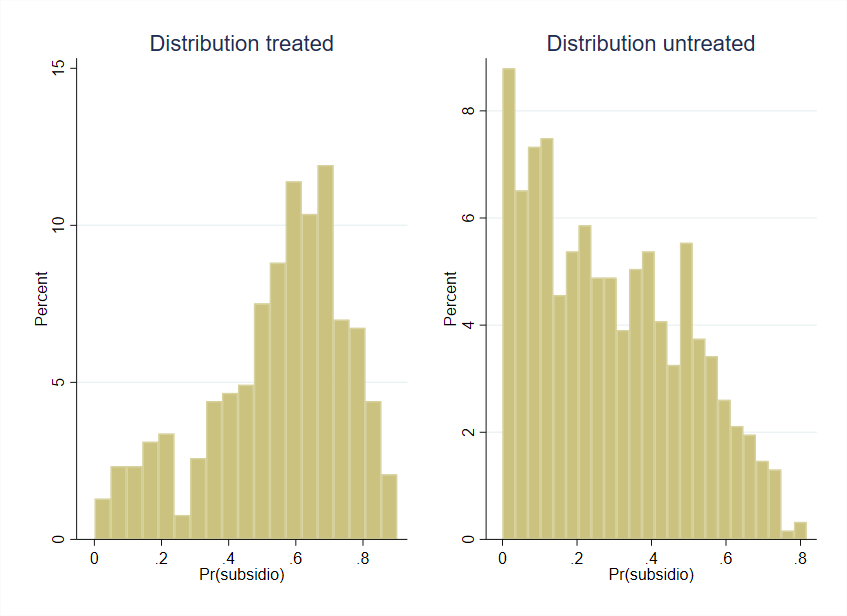 Distribution treated
15
10
5
0
Percent
0 .2 .4 .6 .8
Pr(subsidio)
Distribution untreated
8
6
4
2
0
Percent
0 .2 .4 .6 .8
Pr(subsidio)